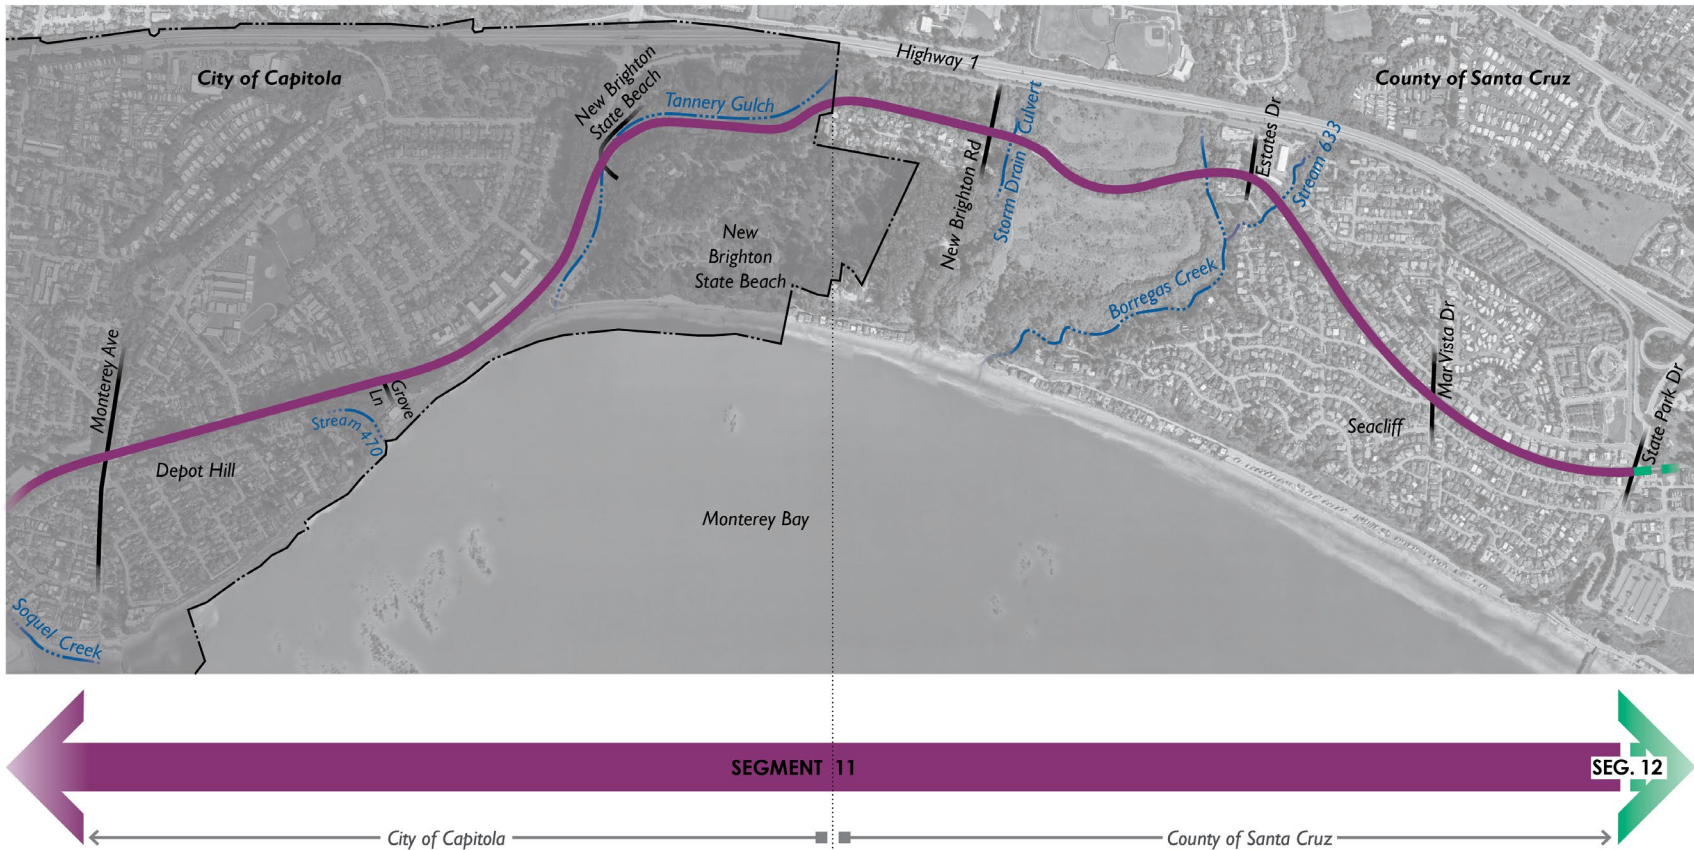 Highway 1
City of Capitola
County of Santa Cruz
New Brighton
State Beach
Tannery Gulch
Storm Drain Culvert
Estates Dr
Stream 633
New Brighton Rd
New
Brighton
State Beach
Borregas Creek
Monterey Ave
Grove
Ln
Stream 470
Mar Vista Dr
State Park Dr
Seacliff
Depot Hill
Monterey Bay
Soquel Creek
SEGMENT 11
SEG. 12
City of Capitola
County of Santa Cruz